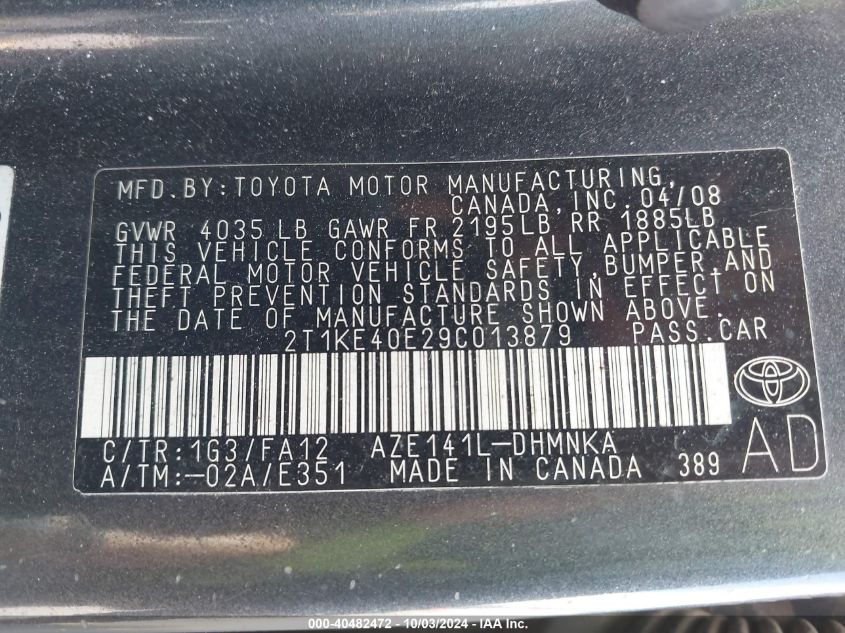 MFD.BY:TOYOTA MOTOR MANUFACTURING,
CANADA, INC. 04/08
GVWR 4035 LB GAWR FR 2195LB RR 1885LB
THIS VEHICLE CONFORMS TO ALL APPLICABLE
FEDERAL MOTOR VEHICLE SAFETY,BUMPER,AND
THEFT PREVENTION STANDARDS IN EFFECT ON
THE DATE OF MANUFACTURE SHOWN ABOVE.
2T1KE40E29C013879 PASS.CAR
C/TR:1G3/FA12 AZE141L-DHMNKA
A/TM:-02A/E351 MADE IN CANADA 389
AD
000-40482472 - 10/03/2024 - IAA Inc.